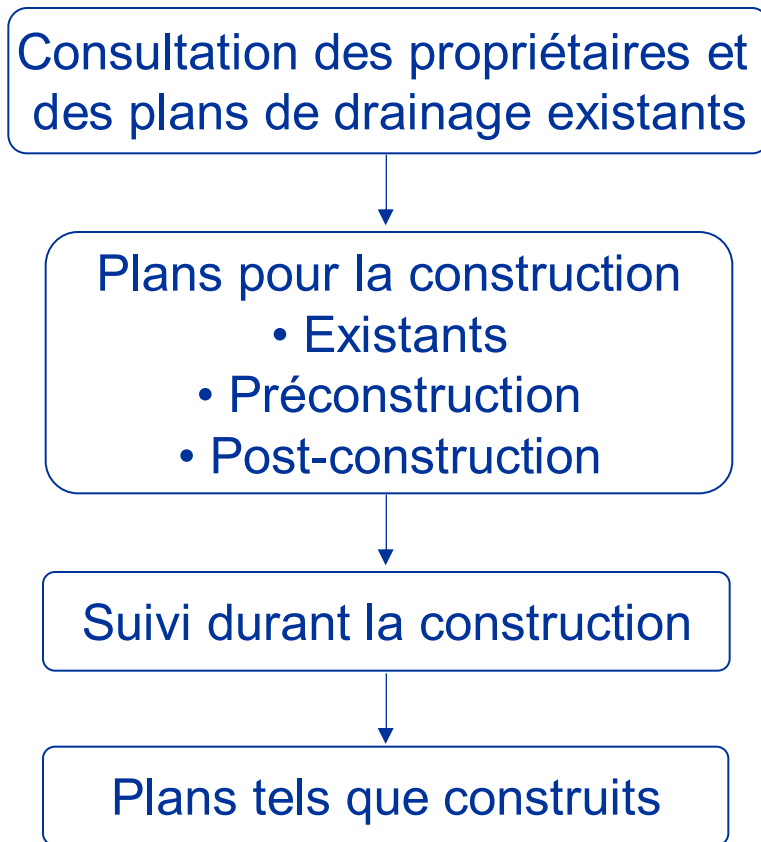 Consultation des propriétaires et
des plans de drainage existants
Plans pour la construction
• Existants
• Préconstruction
• Post-construction
Suivi durant la construction
Plans tels que construits